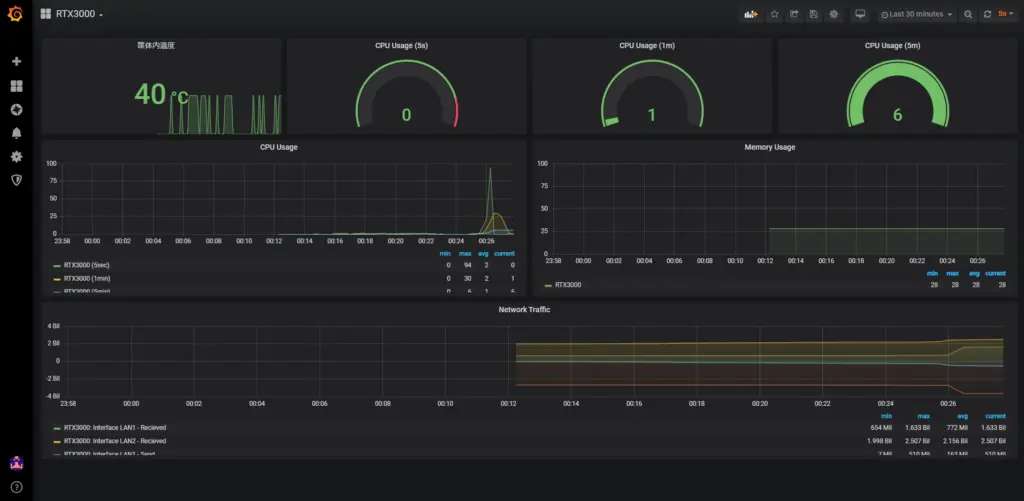 RTX3000
Last 30 minutes
5s
筐体内温度
40 °C
CPU Usage (5s)
0
CPU Usage (1m)
1
CPU Usage (5m)
6
CPU Usage
100
75
50
25
0
23:58 00:00 00:02 00:04 00:06 00:08 00:10 00:12 00:14 00:16 00:18 00:20 00:22 00:24 00:26
min max avg current
RTX3000 (5sec) 0 94 2 0
RTX3000 (1min) 0 30 2 1
RTX3000 (5min) 0 6 1 6
Memory Usage
100
75
50
25
0
23:58 00:00 00:02 00:04 00:06 00:08 00:10 00:12 00:14 00:16 00:18 00:20 00:22 00:24 00:26
min max avg current
RTX3000 28 28 28 28
Network Traffic
4 Bil
2 Bil
0
-2 Bil
-4 Bil
23:58 00:00 00:02 00:04 00:06 00:08 00:10 00:12 00:14 00:16 00:18 00:20 00:22 00:24 00:26
min max avg current
RTX3000: Interface LAN1 - Recieved 654 Mil 1.633 Bil 772 Mil 1.633 Bil
RTX3000: Interface LAN2 - Recieved 1.998 Bil 2.507 Bil 2.156 Bil 2.507 Bil
RTX3000: Interface LAN1 - Send 7 Mil 510 Mil 163 Mil 510 Mil